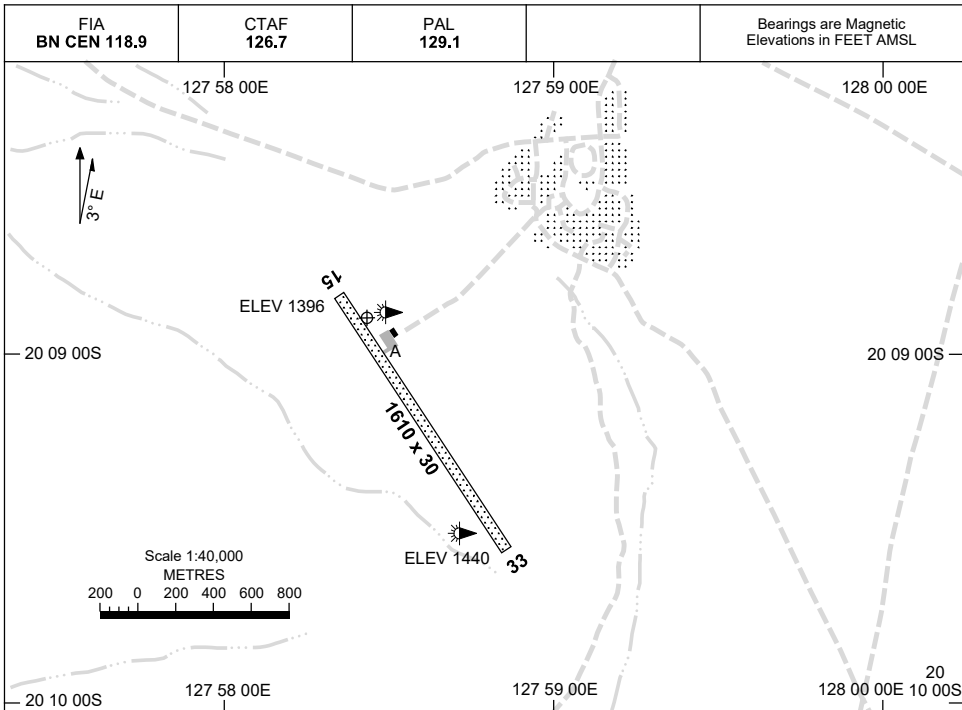 FIA
BN CEN 118.9
CTAF
126.7
PAL
129.1
Bearings are Magnetic
Elevations in FEET AMSL
127 58 00E
127 59 00E
128 00 00E
3° E
15
ELEV 1396
A
20 09 00S
20 09 00S
1610 x 30
ELEV 1440
33
Scale 1:40,000
METRES
200 0 200 400 600 800
20 10 00S
127 58 00E
127 59 00E
128 00 00E
20
10 00S